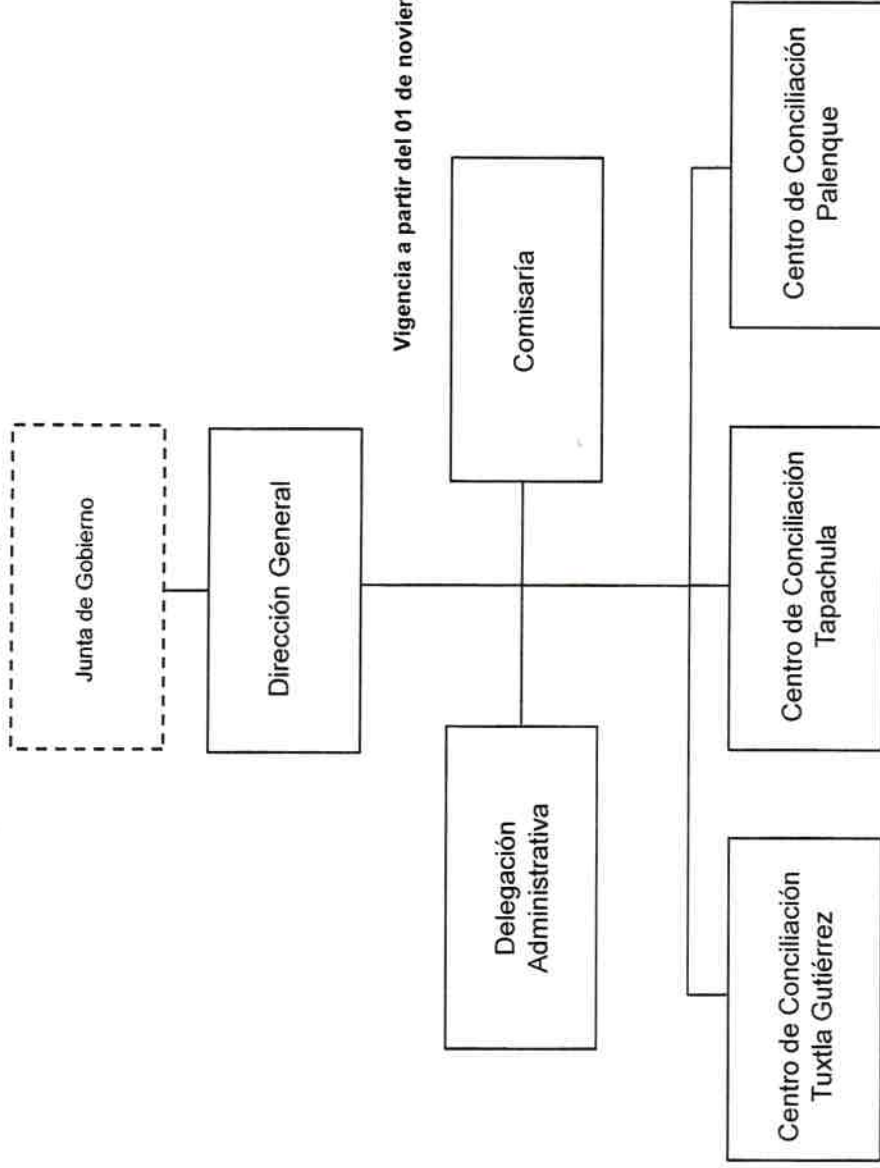 Junta de Gobierno
Dirección General
Vigencia a partir del 01 de
Comisaría
Delegación
Administrativa
Centro de Conciliación
Tuxtla Gutiérrez
Centro de Conciliación
Tapachula
Centro de Conciliación
Palenque